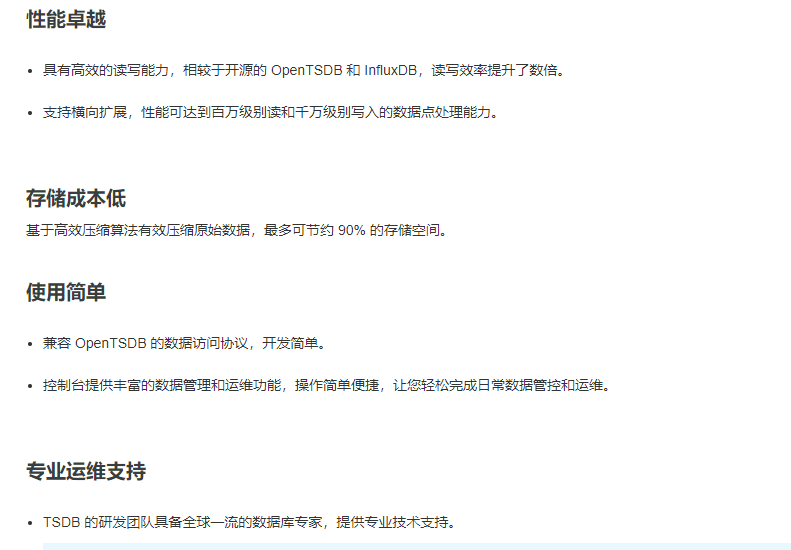 性能卓越
具有高效的读写能力，相较于开源的 OpenTSDB 和 InfluxDB，读写效率提升了数倍。
支持横向扩展，性能可达到百万级别读和千万级别写入的数据点处理能力。
存储成本低
基于高效压缩算法有效压缩原始数据，最多可节约 90% 的存储空间。
使用简单
兼容 OpenTSDB 的数据访问协议，开发简单。
控制台提供丰富的数据管理和运维功能，操作简单便捷，让您轻松完成日常数据管控和运维。
专业运维支持
TSDB 的研发团队具备全球一流的数据库专家，提供专业技术支持。